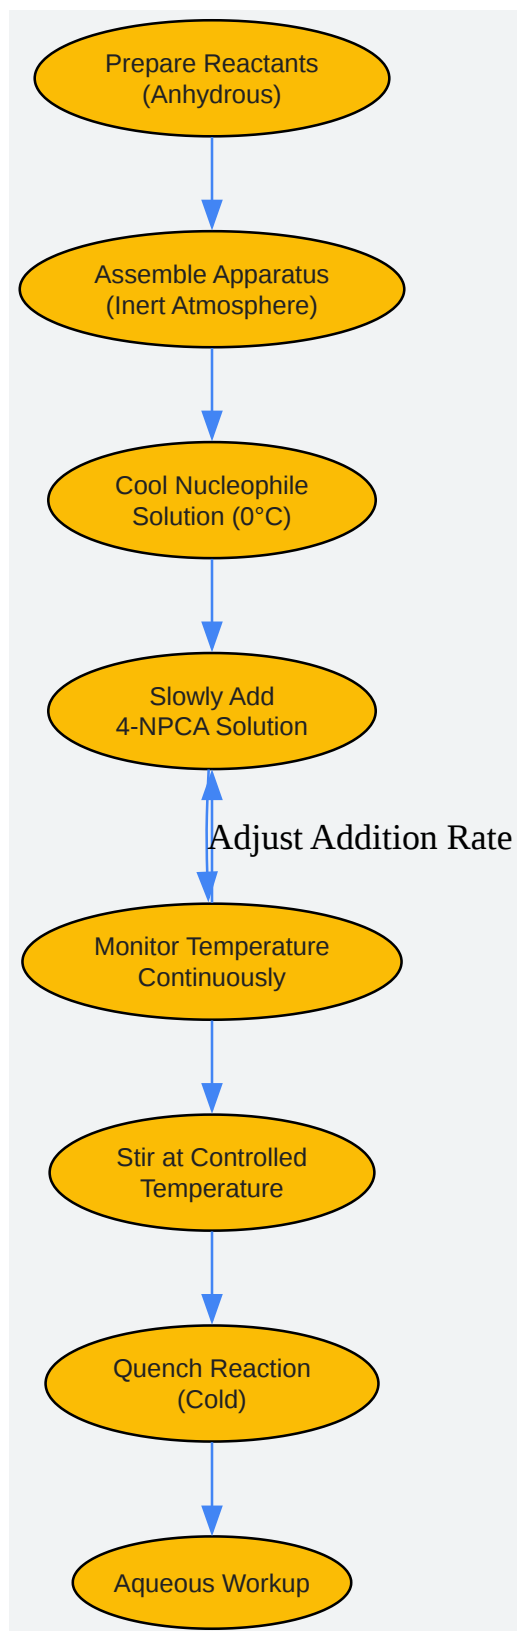 Prepare Reactants
(Anhydrous)
Assemble Apparatus
(Inert Atmosphere)
Cool Nucleophile
Solution (0°C)
Slowly Add
4-NPCA Solution
Adjust Addition Rate
Monitor Temperature
Continuously
Stir at Controlled
Temperature
Quench Reaction
(Cold)
Aqueous Workup